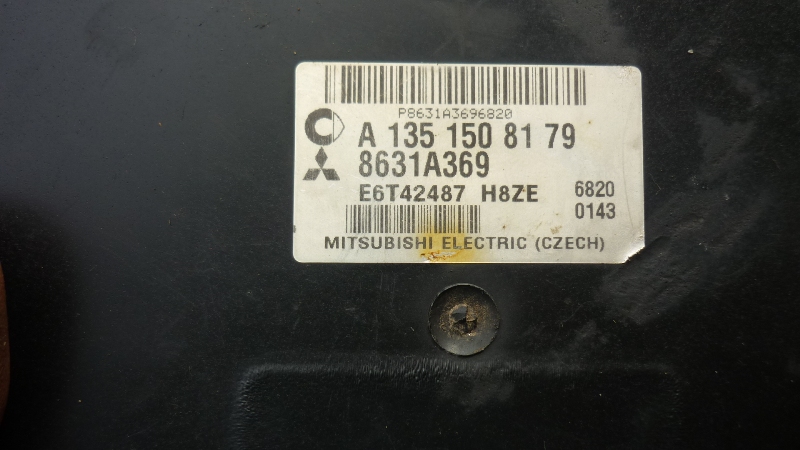 P8631A3696820
A 135 150 81 79
8631A369
E6T42487 H8ZE 6820
0143
MITSUBISHI ELECTRIC (CZECH)